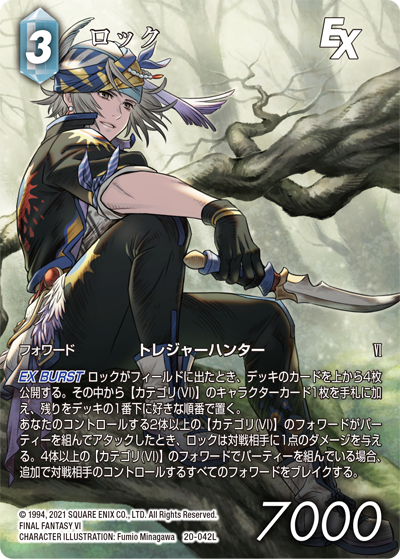 3
ロック
EX
フォワード トレジャーハンター VI
EX BURST ロックがフィールドに出たとき、デッキのカードを上から4枚
公開する。その中から【カテゴリ(VI)】のキャラクターカード1枚を手札に加
え、残りをデッキの1番下に好きな順番で置く。
あなたのコントロールする2体以上の【カテゴリ(VI)】のフォワードがパー
ティーを組んでアタックしたとき、ロックは対戦相手に1点のダメージを与え
る。4体以上の【カテゴリ(VI)】のフォワードでパーティーを組んでいる場合、
追加で対戦相手のコントロールするすべてのフォワードをブレイクする。
© 1994, 2021 SQUARE ENIX CO., LTD. All Rights Reserved.
FINAL FANTASY VI
CHARACTER ILLUSTRATION: Fumio Minagawa 20-042L
7000